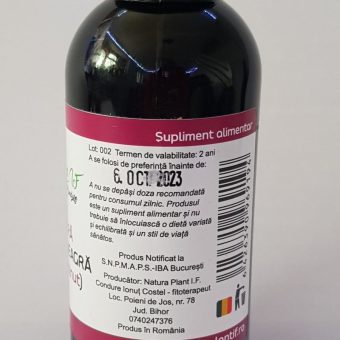 Supliment alimentar
Lot: 002 Termen de valabilitate: 2 ani
A se folosi de preferință înainte de:
6. OCT. 2023
A nu se depăși doza recomandată
pentru consumul zilnic. Produsul
este un supliment alimentar și nu
trebuie să înlocuiască o dietă variată
și echilibrată și un stil de viață
sănătos.
Produs Notificat la
S.N.P.M.A.P.S.-IBA București
Producător: Natura Plant I.F.
Condure Ionuț Costel - fitoterapeut
Loc. Poieni de Jos, nr. 78
Jud. Bihor
0740247376
Produs în România